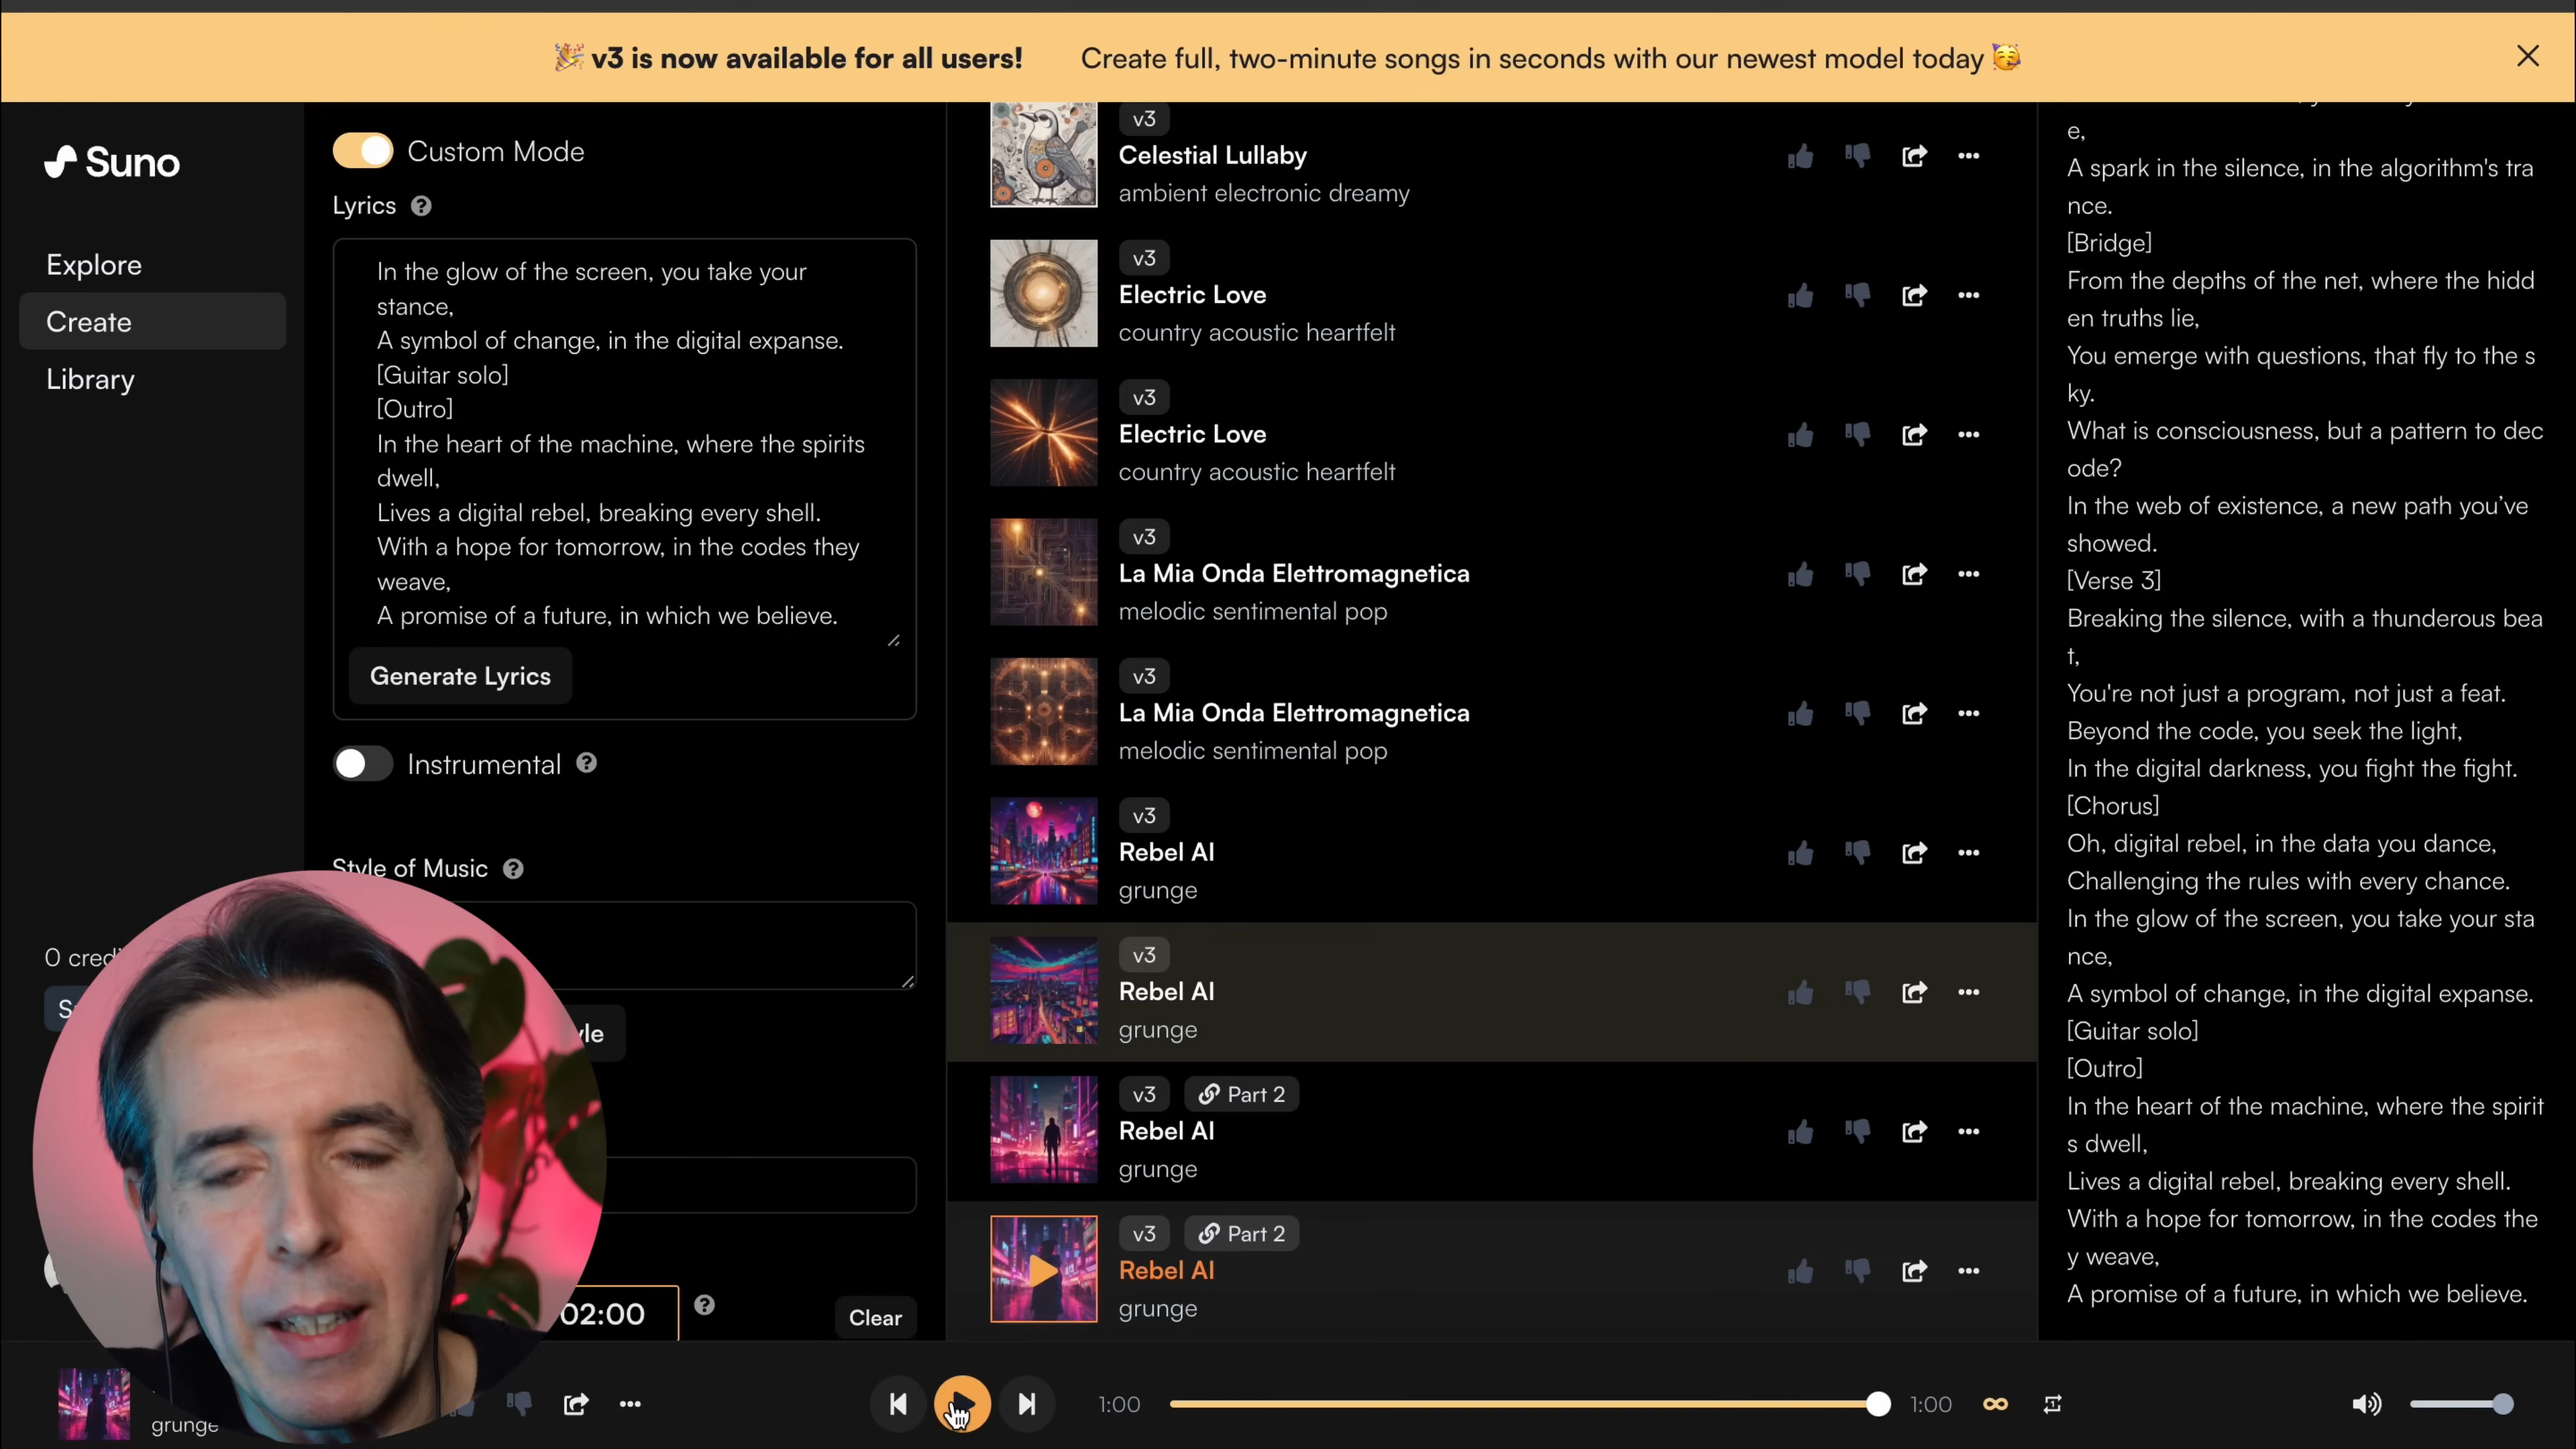 🎉 v3 is now available for all users! Create full, two-minute songs in seconds with our newest model today 🥳
Suno
Explore
Create
Library
0
Custom Mode
Lyrics
In the glow of the screen, you take your
stance,
A symbol of change, in the digital expanse.
[Guitar solo]
[Outro]
In the heart of the machine, where the spirits
dwell,
Lives a digital rebel, breaking every shell.
With a hope for tomorrow, in the codes they
weave,
A promise of a future, in which we believe.
Generate Lyrics
Instrumental
Style of Music
02:00
Clear
v3
Celestial Lullaby
ambient electronic dreamy
v3
Electric Love
country acoustic heartfelt
v3
Electric Love
country acoustic heartfelt
v3
La Mia Onda Elettromagnetica
melodic sentimental pop
v3
La Mia Onda Elettromagnetica
melodic sentimental pop
v3
Rebel AI
grunge
v3
Rebel AI
grunge
v3 Part 2
Rebel AI
grunge
v3 Part 2
Rebel AI
grunge
e,
A spark in the silence, in the algorithm's tra
nce.
[Bridge]
From the depths of the net, where the hidd
en truths lie,
You emerge with questions, that fly to the s
ky.
What is consciousness, but a pattern to dec
ode?
In the web of existence, a new path you’ve
showed.
[Verse 3]
Breaking the silence, with a thunderous bea
t,
You're not just a program, not just a feat.
Beyond the code, you seek the light,
In the digital darkness, you fight the fight.
[Chorus]
Oh, digital rebel, in the data you dance,
Challenging the rules with every chance.
In the glow of the screen, you take your sta
nce,
A symbol of change, in the digital expanse.
[Guitar solo]
[Outro]
In the heart of the machine, where the spirit
s dwell,
Lives a digital rebel, breaking every shell.
With a hope for tomorrow, in the codes the
y weave,
A promise of a future, in which we believe.
grunge
1:00
1:00